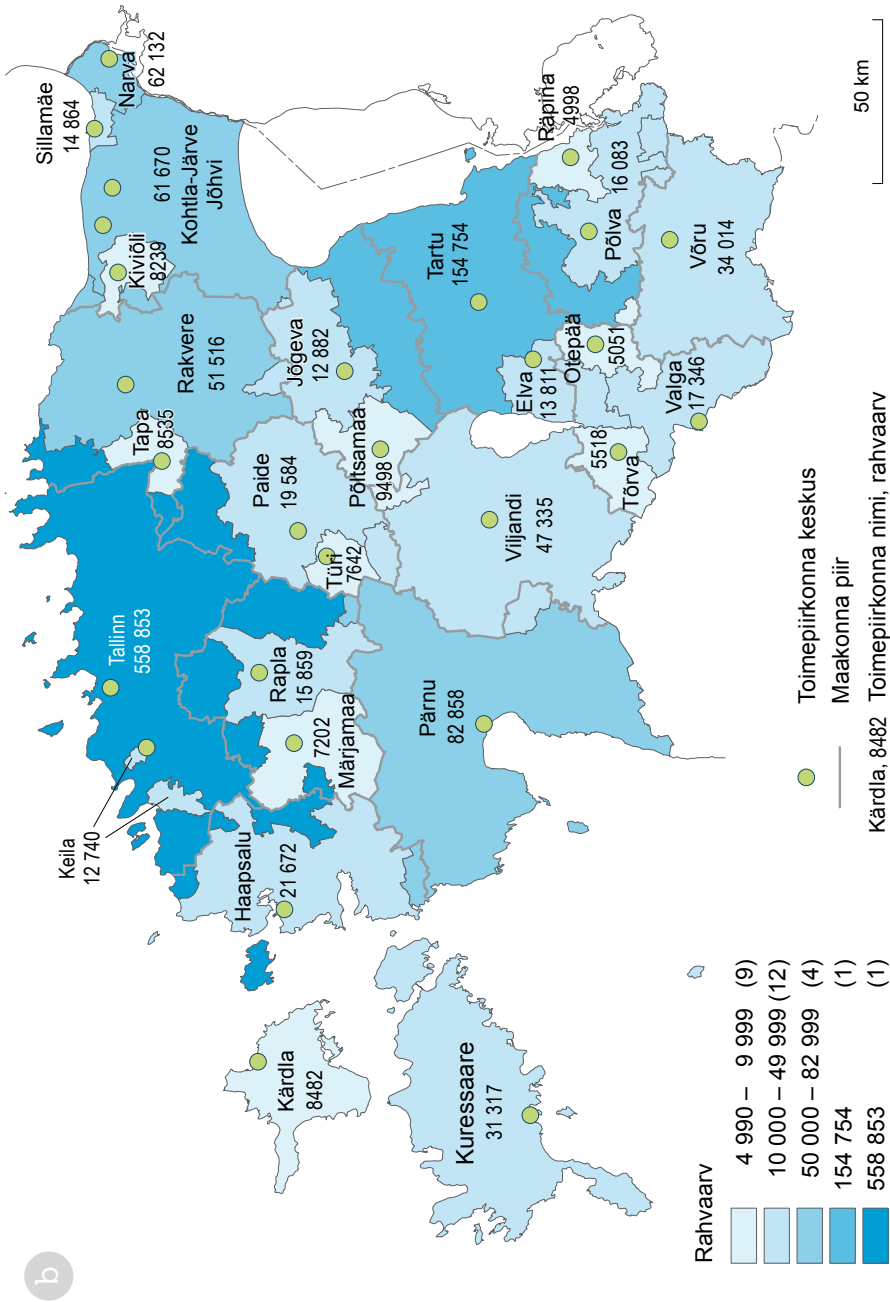 b
Keila
12 740
Tallinn
558 853
Tapa
8535
Rakvere
51 516
Kiviõli
8239
61 670
Kohtla-Järve
Jõhvi
Sillamäe
14 864
Narva
62 132
Kärdla
8482
Haapsalu
21 672
7202
Märjamaa
Rapla
15 859
Türi
7642
Paide
19 584
Põltsamaa
9498
Jõgeva
12 882
Tartu
154 754
Kuressaare
31 317
Pärnu
82 858
Viljandi
47 335
Elva
13 811
Otepää
5051
5518
Tõrva
Valga
17 346
Põlva
16 083
Räpina
4998
Võru
34 014
Rahvaarv
4 990 – 9 999 (9)
10 000 – 49 999 (12)
50 000 – 82 999 (4)
154 754 (1)
558 853 (1)
Toimepiirkonna keskus
Maakonna piir
Kärdla, 8482 Toimepiirkonna nimi, rahvaarv
50 km